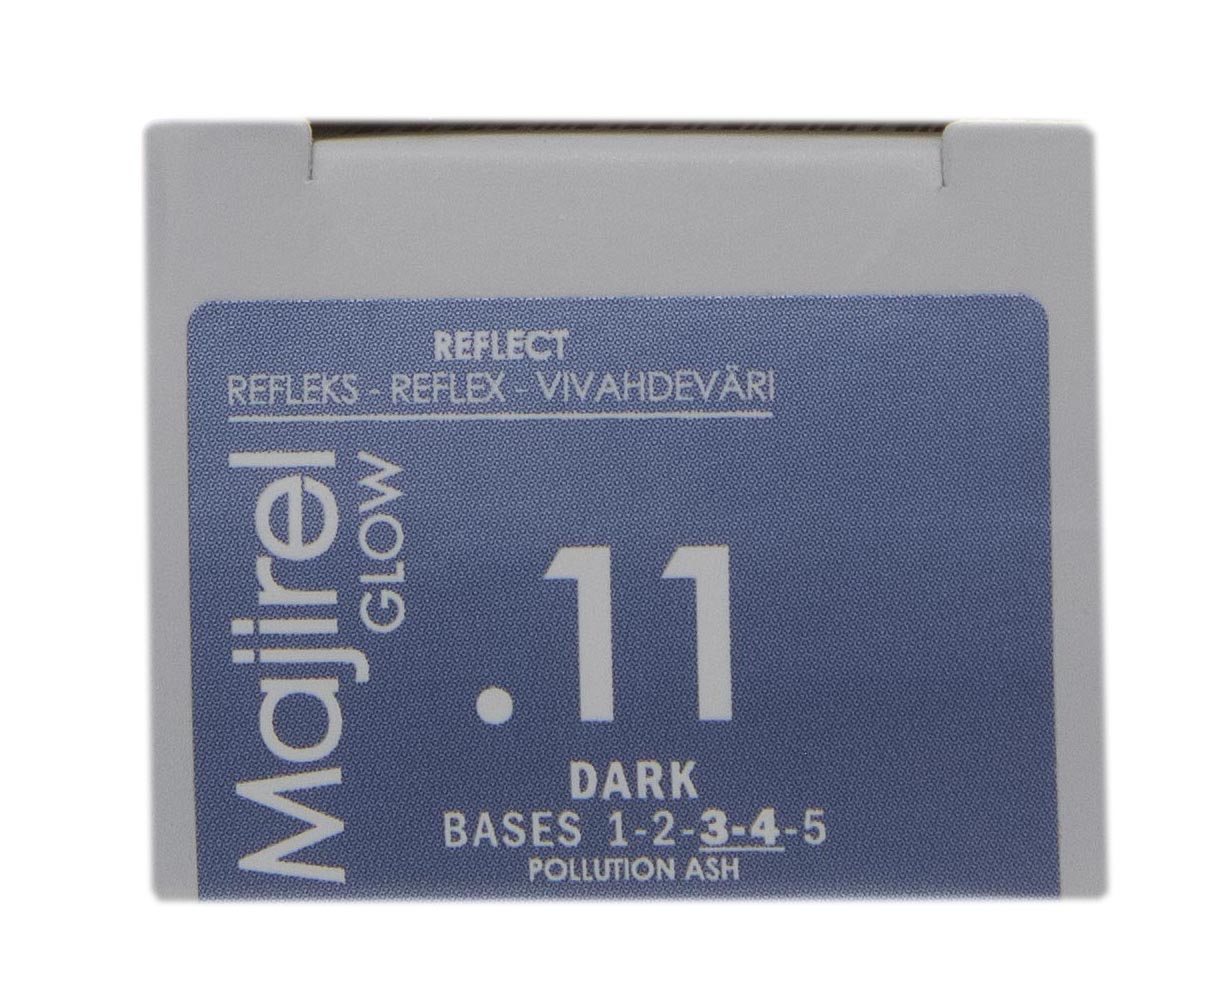 REFLECT
REFLEKS - REFLEX - VIVAHDEVÄRI
Majirel
GLOW
.11
DARK
BASES 1-2-3-4-5
POLLUTION ASH